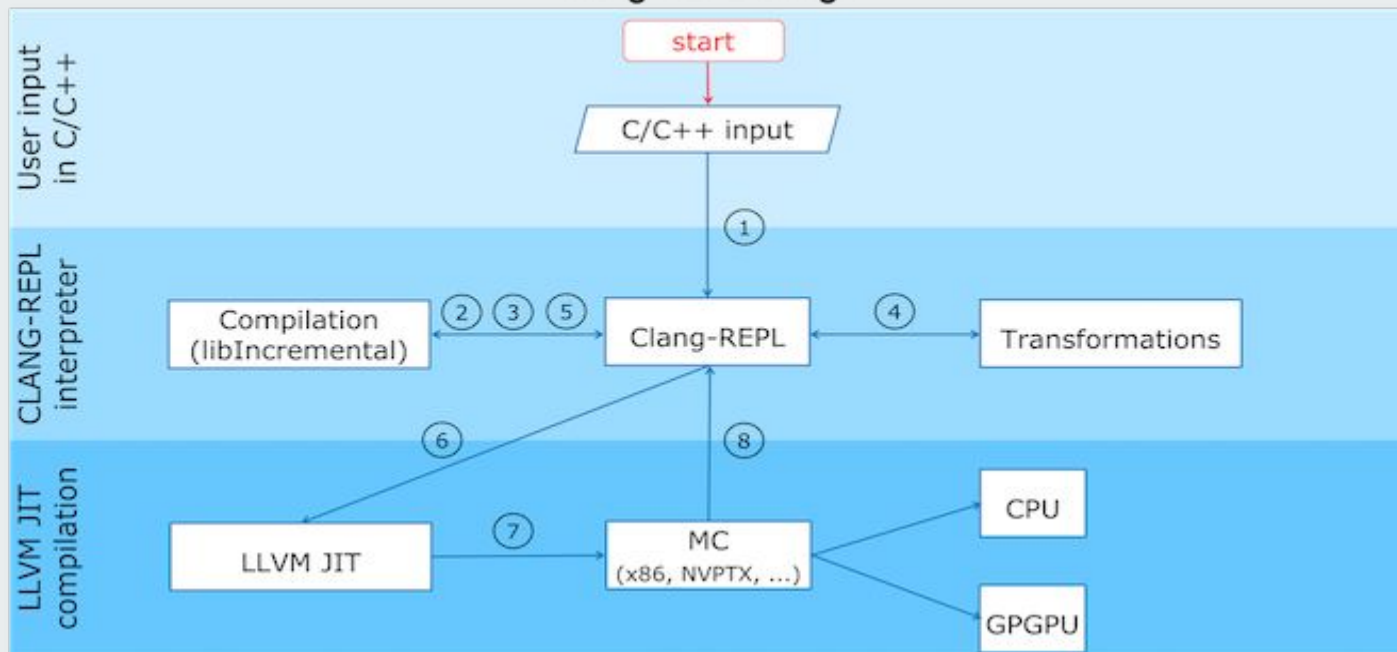 User input
in C/C++
start
C/C++ input
1
CLANG-REPL
interpreter
Compilation
(libIncremental)
2 3 5
Clang-REPL
4
Transformations
6
8
LLVM JIT
compilation
LLVM JIT
7
MC
(x86, NVPTX, ...)
CPU
GPGPU